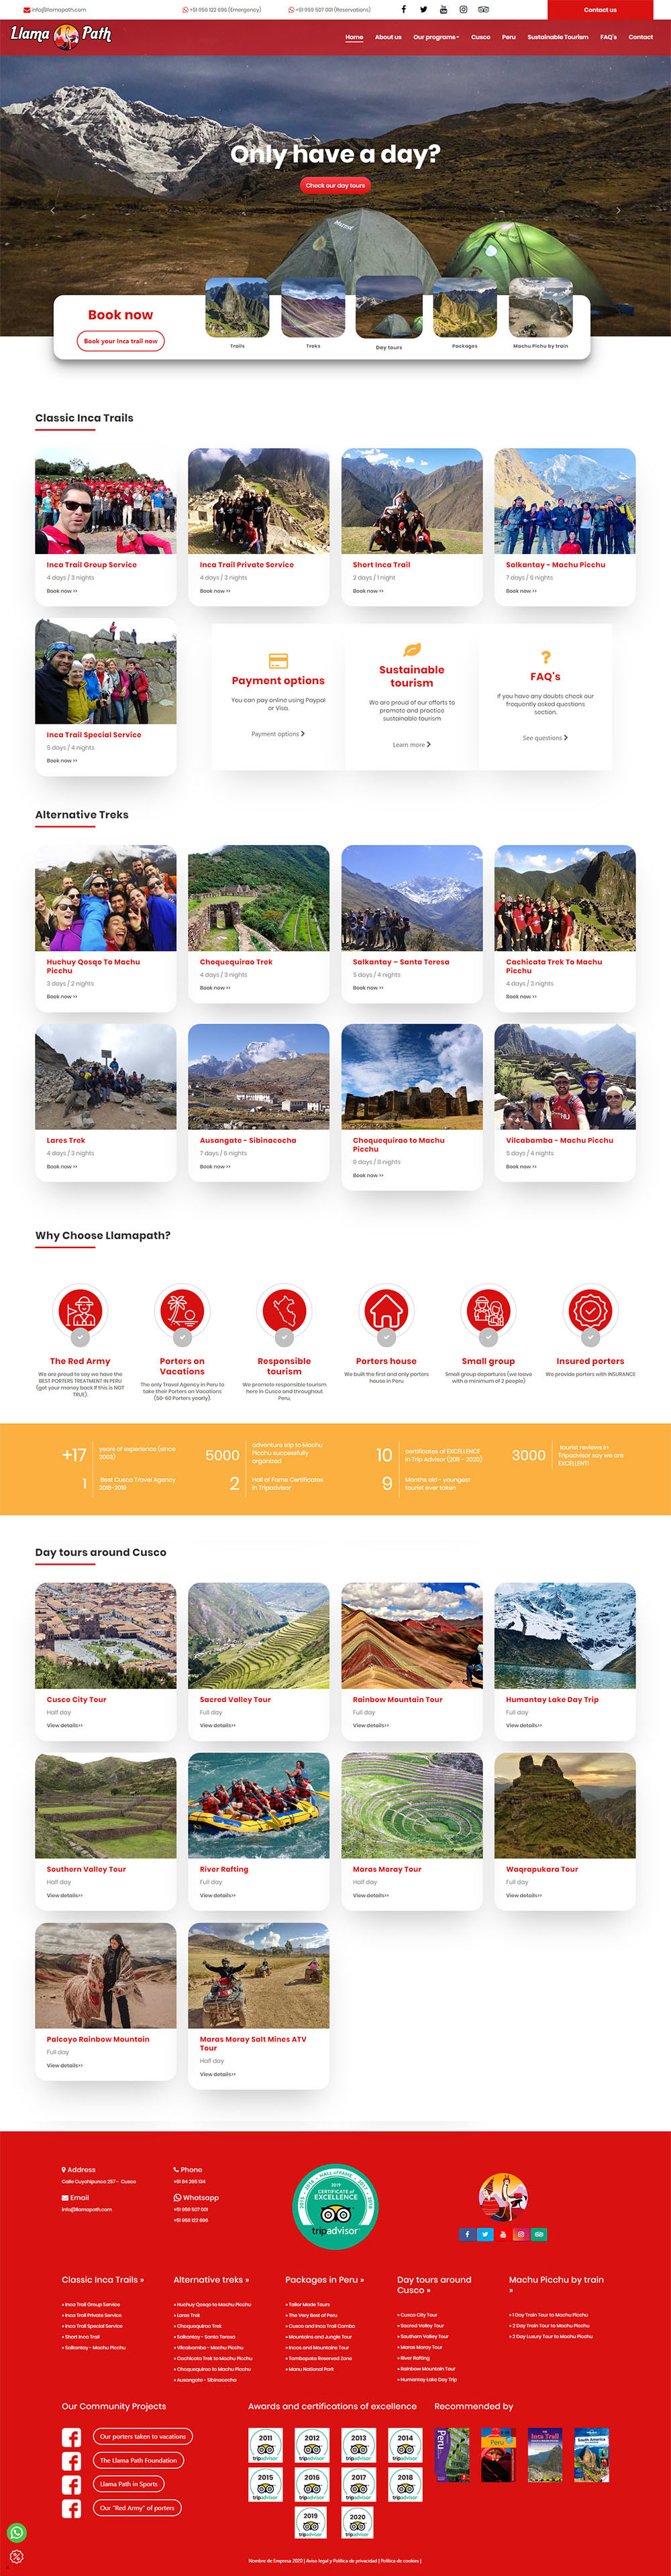 info@llamapath.com
+51 956 122 698 (Emergency)
+51 959 507 001 (Reservations)
Contact us
Llama Path
Home
About us
Our programs
Cusco
Peru
Sustainable Tourism
FAQ's
Contact
Only have a day?
Check our day tours
Book now
Book your Inca trail now
Trails
Treks
Day tours
Packages
Machu Pichu by train
Classic Inca Trails
Inca Trail Group Service
4 days / 3 nights
Book now >>
Inca Trail Private Service
4 days / 3 nights
Book now >>
Short Inca Trail
2 days / 1 night
Book now >>
Salkantay - Machu Picchu
7 days / 6 nights
Book now >>
Inca Trail Special Service
5 days / 4 nights
Book now >>
Payment options
You can pay online using Paypal
or Visa.
Payment options
Sustainable
tourism
We are proud of our efforts to
promote and practice
sustainable tourism
Learn more
FAQ's
If you have any doubts check our
frequently asked questions
section.
See questions
Alternative Treks
Huchuy Qosqo To Machu
Picchu
3 days / 2 nights
Book now >>
Choquequirao Trek
4 days / 3 nights
Book now >>
Salkantay – Santa Teresa
5 days / 4 nights
Book now >>
Cachicata Trek To Machu
Picchu
4 days / 3 nights
Book now >>
Lares Trek
4 days / 3 nights
Book now >>
Ausangate - Sibinacocha
7 days / 6 nights
Book now >>
Choquequirao to Machu
Picchu
9 days / 8 nights
Book now >>
Vilcabamba - Machu Picchu
5 days / 4 nights
Book now >>
Why Choose Llamapath?
The Red Army
We are proud to say we have the
BEST PORTERS TREATMENT IN PERU
(get your money back if this is NOT
TRUE).
Porters on
Vacations
The only Travel Agency in Peru to
take their Porters on Vacations
(50-60 Porters yearly).
Responsible
tourism
We promote responsible tourism
here in Cusco and throughout
Peru.
Porters house
We built the first and only porters
house in Peru
Small group
Small group departures (we leave
with a minimum of 2 people)
Insured porters
We provide porters with INSURANCE
+17
years of experience (since
2003)
5000
adventure trip to Machu
Picchu successfully
organized
10
certificates of EXCELLENCE
in Trip Advisor (2011 - 2020)
3000
tourist reviews in
Tripadvisor say we are
EXCELLENT!
1
Best Cusco Travel Agency
2018-2019
2
Hall of Fame Certificates
in Tripadvisor
9
Months old - youngest
tourist ever taken
Day tours around Cusco
Cusco City Tour
Half day
View details>>
Sacred Valley Tour
Full day
View details>>
Rainbow Mountain Tour
Full day
View details>>
Humantay Lake Day Trip
Full day
View details>>
Southern Valley Tour
Half day
View details>>
River Rafting
Full day
View details>>
Maras Moray Tour
Half day
View details>>
Waqrapukara Tour
Full day
View details>>
Palcoyo Rainbow Mountain
Full day
View details>>
Maras Moray Salt Mines ATV
Tour
Half day
View details>>
Address
Calle Cuychipunco 257 - Cusco
Email
info@llamapath.com
Phone
+51 84 265 134
Whatsapp
+51 959 507 001
+51 956 122 698
HALL of FAME
2019
CERTIFICATE of
EXCELLENCE
tripadvisor
Classic Inca Trails »
» Inca Trail Group Service
» Inca Trail Private Service
» Inca Trail Special Service
» Short Inca Trail
» Salkantay - Machu Picchu
Alternative treks »
» Huchuy Qosqo to Machu Picchu
» Lares Trek
» Choquequirao Trek
» Salkantay - Santa Teresa
» Vilcabamba - Machu Picchu
» Cachicata Trek to Machu Picchu
» Choquequirao to Machu Picchu
» Ausangate - Sibinacocha
Packages in Peru »
» Tailor Made Tours
» The Very Best of Peru
» Cusco and Inca Trail Combo
» Mountains and Jungle Tour
» Incas and Mountains Tour
» Tambopata Reserved Zone
» Manu National Park
Day tours around
Cusco »
» Cusco City Tour
» Sacred Valley Tour
» Southern Valley Tour
» Maras Moray Tour
» River Rafting
» Rainbow Mountain Tour
» Humantay Lake Day Trip
Machu Picchu by train
»
» 1 Day Train Tour to Machu Picchu
» 2 Day Train Tour to Machu Picchu
» 2 Day Luxury Tour to Machu Picchu
Our Community Projects
Our porters taken to vacations
The Llama Path Foundation
Llama Path in Sports
Our "Red Army" of porters
Awards and certifications of excellence
2011
tripadvisor
2012
tripadvisor
2013
tripadvisor
2014
tripadvisor
2015
tripadvisor
2016
tripadvisor
2017
tripadvisor
2018
tripadvisor
2019
tripadvisor
2020
tripadvisor
Recommended by
Peru
Peru
Inca Trail
South America
Nombre de Empresa 2020 | Aviso legal y Política de privacidad | Política de cookies |